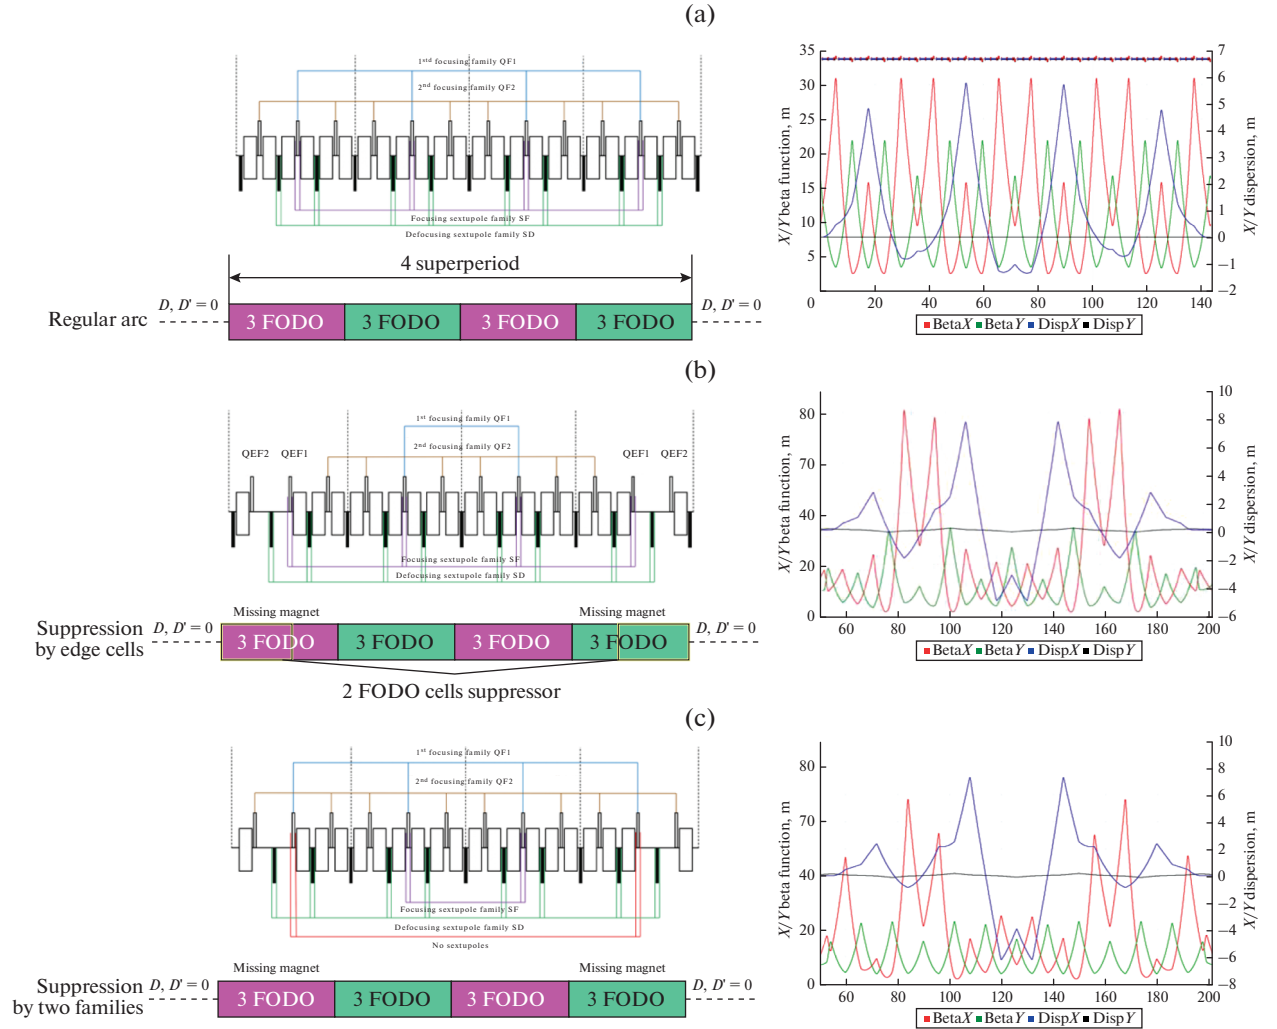 (a)
1std focusing family QF1
2nd focusing family QF2
Focusing sextupole family SF
Defocusing sextupole family SD
4 superperiod
Regular arc
D, D′ = 0
3 FODO
3 FODO
3 FODO
3 FODO
D, D′ = 0
X/Y beta function, m
35
30
25
20
15
10
5
0
20
40
60
80
100
120
140
7
6
5
4
3
2
1
0
−1
−2
X/Y dispersion, m
BetaX BetaY DispX DispY
(b)
1st focusing family QF1
2nd focusing family QF2
QEF2
QEF1
QEF1
QEF2
Focusing sextupole family SF
Defocusing sextupole family SD
Missing magnet
Missing magnet
Suppression
by edge cells
D, D′ = 0
3 FODO
3 FODO
3 FODO
3 FODO
D, D′ = 0
2 FODO cells suppressor
X/Y beta function, m
80
70
40
60
20
0
60
80
100
120
140
160
180
200
10
8
6
4
2
0
−2
−4
−6
X/Y dispersion, m
BetaX BetaY DispX DispY
(c)
1st focusing family QF1
2nd focusing family QF2
Focusing sextupole family SF
Defocusing sextupole family SD
No sextupoles
Missing magnet
Missing magnet
Suppression
by two families
D, D′ = 0
3 FODO
3 FODO
3 FODO
3 FODO
D, D′ = 0
X/Y beta function, m
80
70
40
20
0
60
80
100
120
140
160
180
200
10
8
6
4
2
0
−2
−4
−6
−8
X/Y dispersion, m
BetaX BetaY DispX DispY